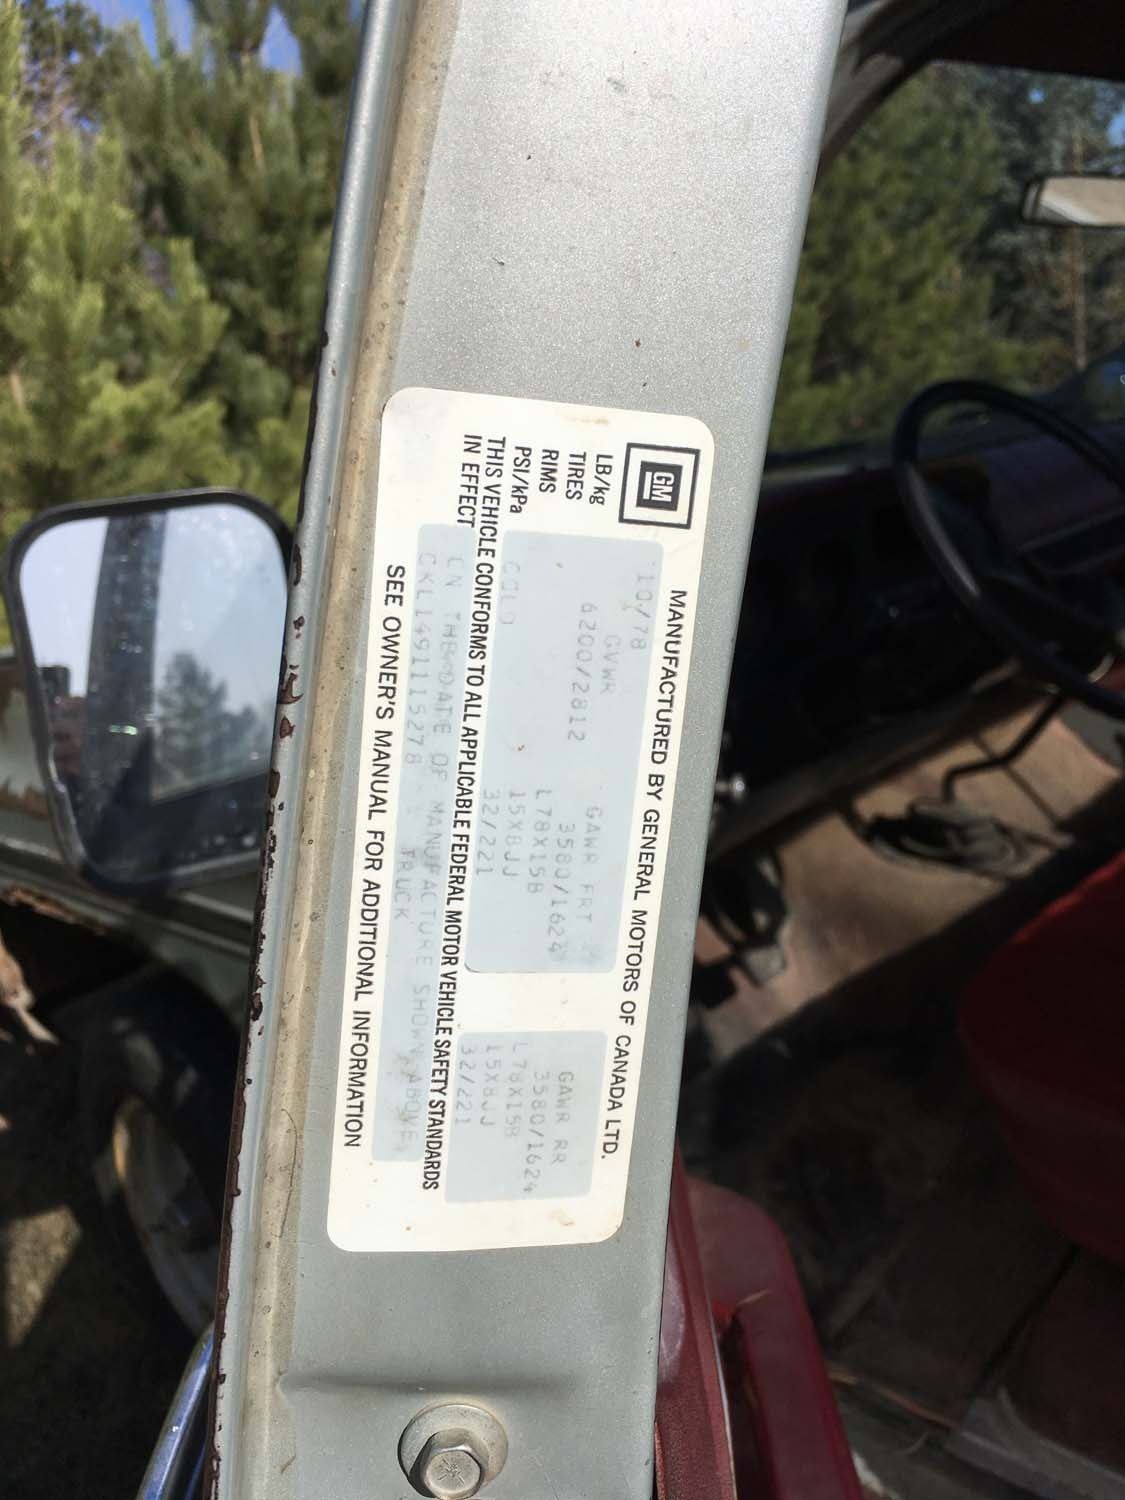 GM
MANUFACTURED BY GENERAL MOTORS OF CANADA LTD.
10/78
GVWR GAWR FRT GAWR RR
LB/kg 6200/2812 3580/1624 3580/1624
TIRES L78X15B L78X15B
RIMS 15X8JJ 15X8JJ
PSI/kPa COLD 32/221 32/221
THIS VEHICLE CONFORMS TO ALL APPLICABLE FEDERAL MOTOR VEHICLE SAFETY STANDARDS
IN EFFECT ON THE DATE OF MANUFACTURE SHOWN ABOVE
CKL1491115278 TRUCK
SEE OWNER'S MANUAL FOR ADDITIONAL INFORMATION